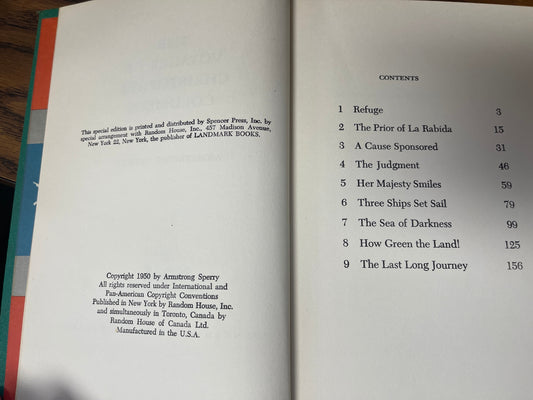 This special edition is printed and distributed by Spencer Press, Inc. by
special arrangement with Random House, Inc., 457 Madison Avenue,
New York 22, New York, the publisher of LANDMARK BOOKS.
Copyright 1950 by Armstrong Sperry
All rights reserved under International and
Pan-American Copyright Conventions
Published in New York by Random House, Inc.
and simultaneously in Toronto, Canada by
Random House of Canada Ltd.
Manufactured in the U.S.A.
CONTENTS
1 Refuge 3
2 The Prior of La Rabida 15
3 A Cause Sponsored 31
4 The Judgment 46
5 Her Majesty Smiles 59
6 Three Ships Set Sail 79
7 The Sea of Darkness 99
8 How Green the Land! 125
9 The Last Long Journey 156